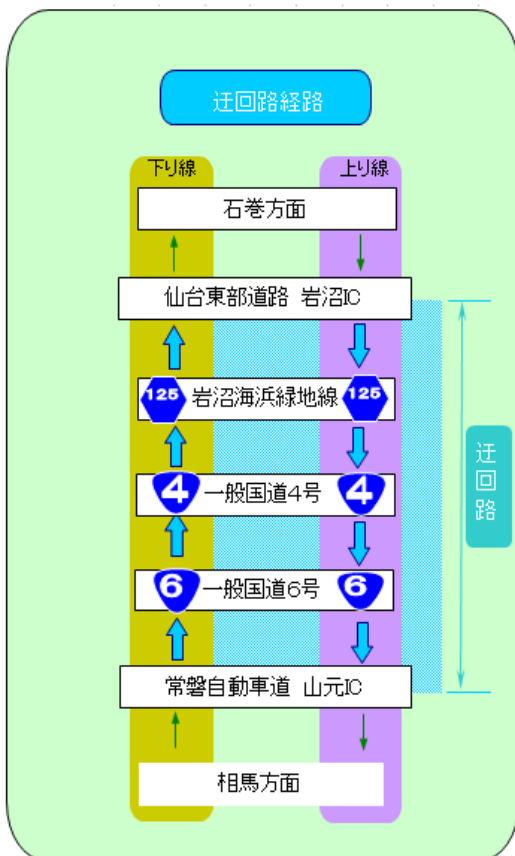 迂回路経路
下り線
上り線
石巻方面
仙台東部道路 岩沼IC
125 岩沼海浜緑地線 125
4 一般国道4号 4
迂回路
6 一般国道6号 6
常磐自動車道 山元IC
相馬方面